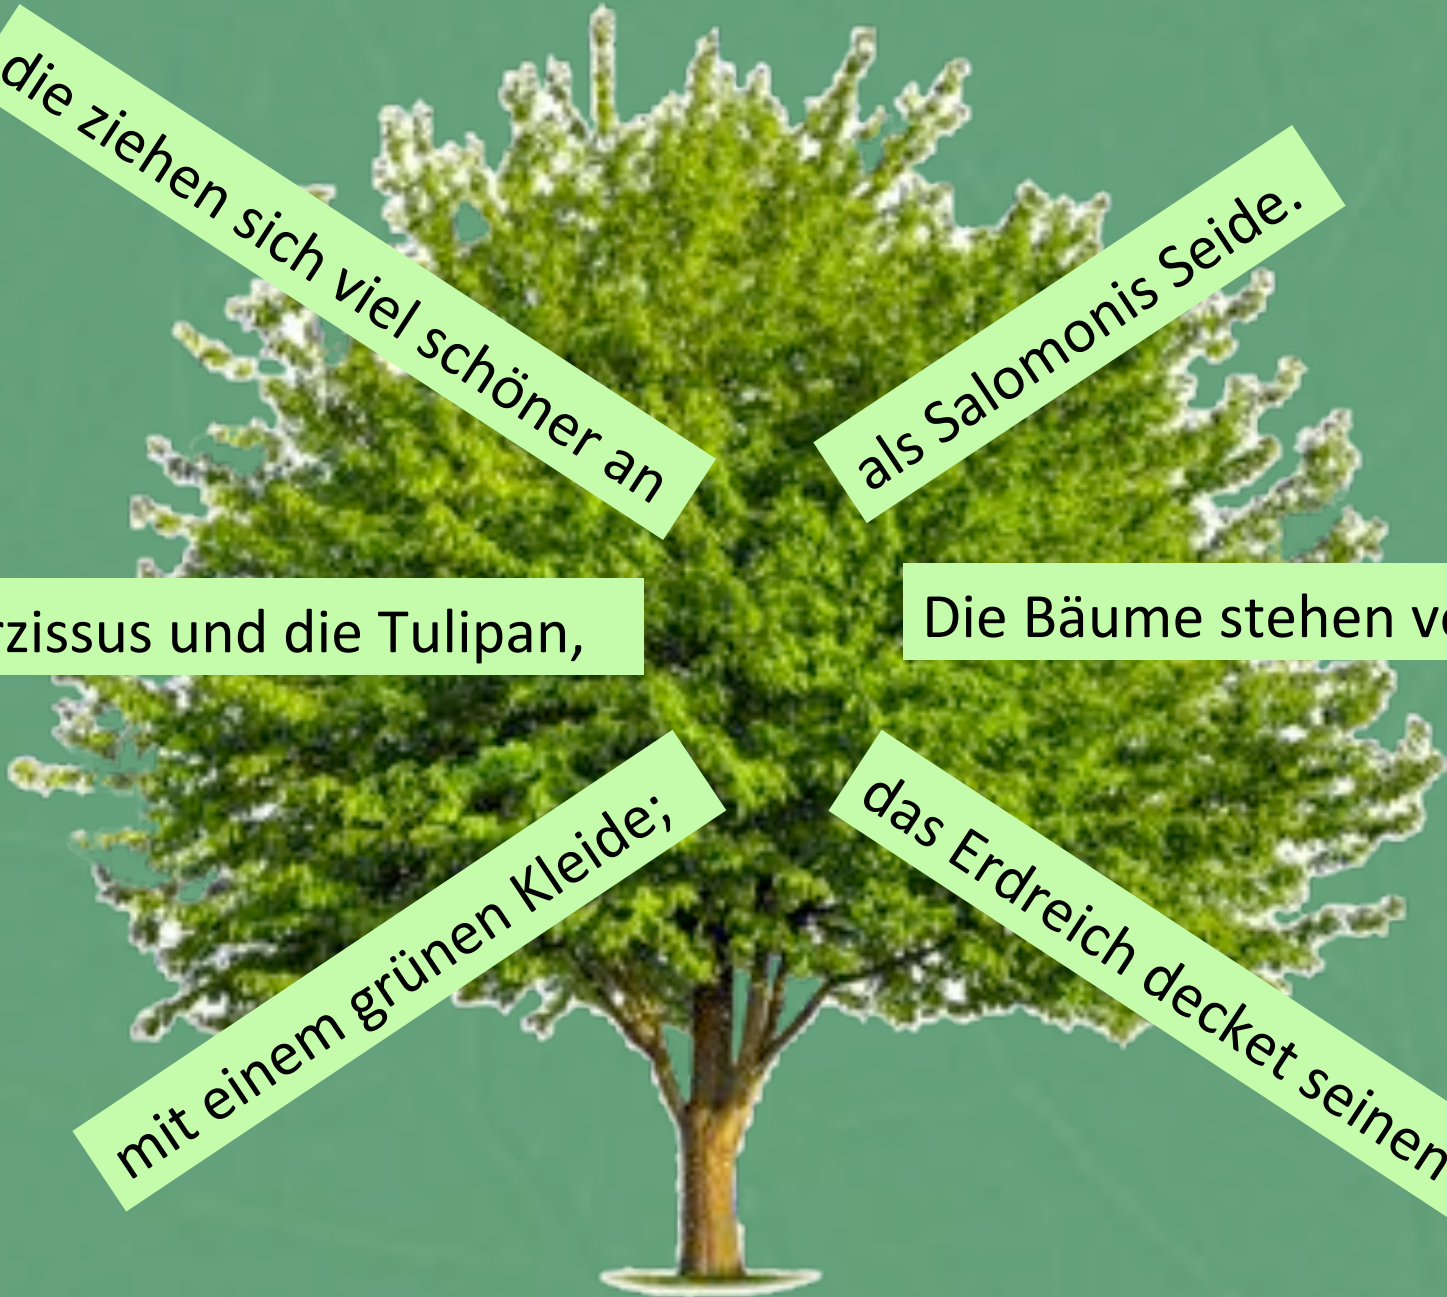 die ziehen sich viel schöner an
als Salomonis Seide.
rzissus und die Tulipan,
Die Bäume stehen
mit einem grünen Kleide;
das Erdreich decket seinen